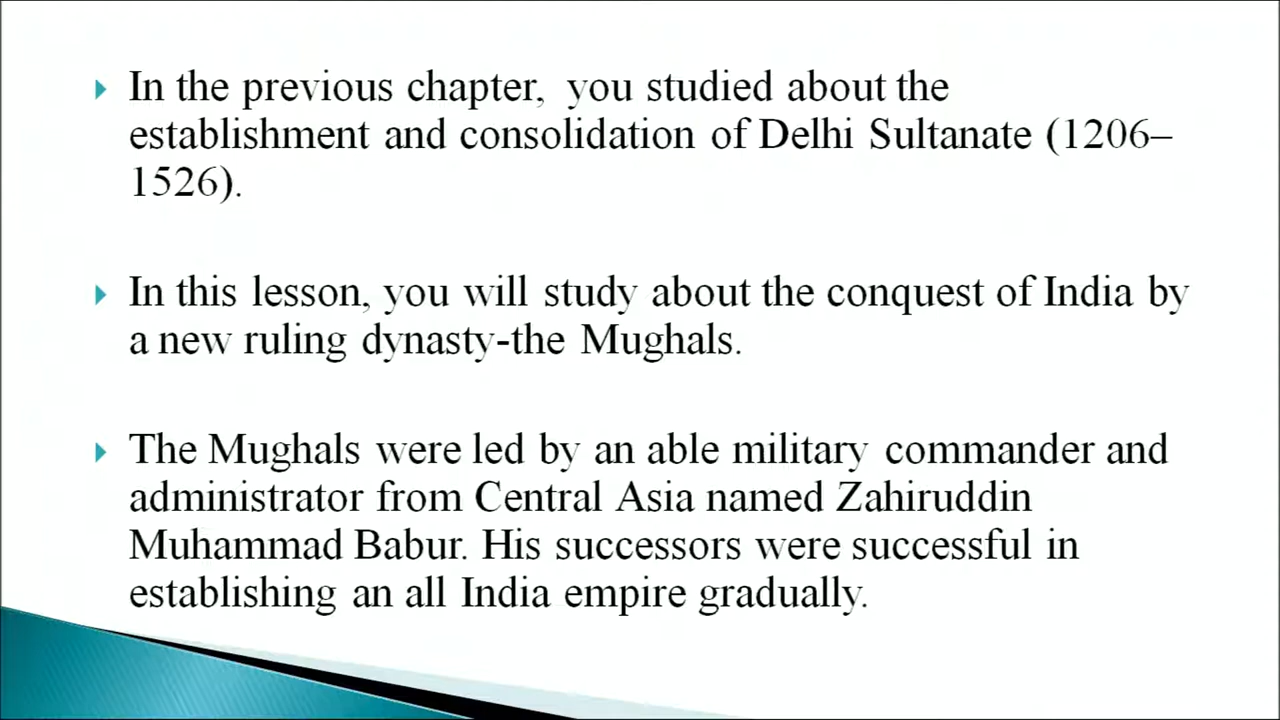 In the previous chapter, you studied about the
establishment and consolidation of Delhi Sultanate (1206–
1526).
In this lesson, you will study about the conquest of India by
a new ruling dynasty-the Mughals.
The Mughals were led by an able military commander and
administrator from Central Asia named Zahiruddin
Muhammad Babur. His successors were successful in
establishing an all India empire gradually.